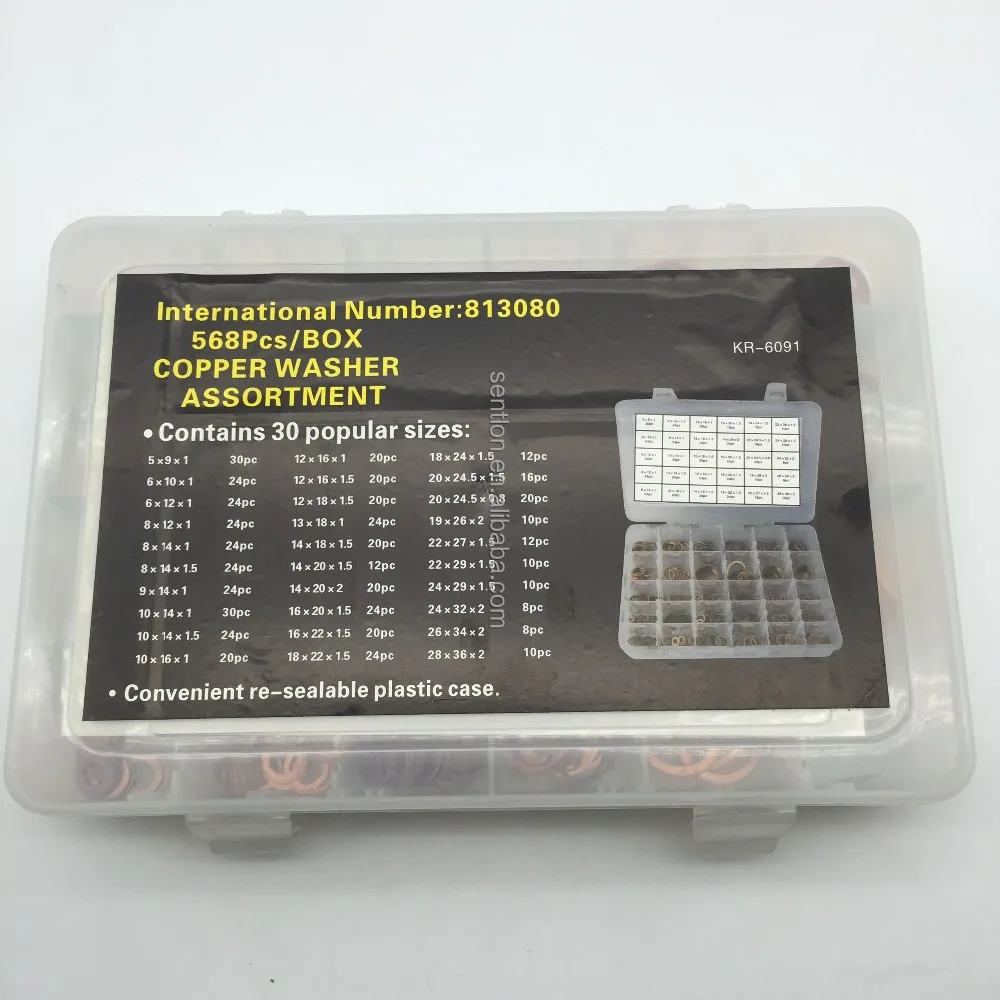 International Number:813080
568Pcs/BOX
COPPER WASHER
ASSORTMENT
KR-6091
• Contains 30 popular sizes:
5 x 9 x 1 30pc 12 x 16 x 1 20pc 18 x 24 x 1.5 12pc
6 x 10 x 1 24pc 12 x 16 x 1.5 20pc 20 x 24.5 x 1.5 16pc
6 x 12 x 1 24pc 12 x 18 x 1.5 20pc 20 x 24.5 x 20pc
8 x 12 x 1 24pc 13 x 18 x 1 24pc 19 x 26 x 2 10pc
8 x 14 x 1 24pc 14 x 18 x 1.5 20pc 22 x 27 x 1.5 12pc
8 x 14 x 1.5 24pc 14 x 20 x 1.5 12pc 22 x 29 x 1.5 10pc
9 x 14 x 1 24pc 14 x 20 x 2 20pc 24 x 29 x 1.5 10pc
10 x 14 x 1 30pc 16 x 20 x 1.5 24pc 24 x 32 x 2 8pc
10 x 14 x 1.5 24pc 16 x 22 x 1.5 20pc 26 x 34 x 2 8pc
10 x 16 x 1 20pc 18 x 22 x 1.5 24pc 28 x 36 x 2 10pc
• Convenient re-sealable plastic case.
sentlon.en.alibaba.com